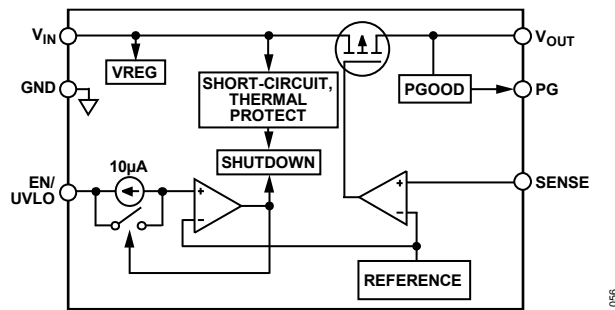 VIN
VOUT
VREG
GND
SHORT-CIRCUIT,
THERMAL
PROTECT
PGOOD
PG
10µA
SHUTDOWN
EN/
UVLO
+
−
+
−
SENSE
REFERENCE
056